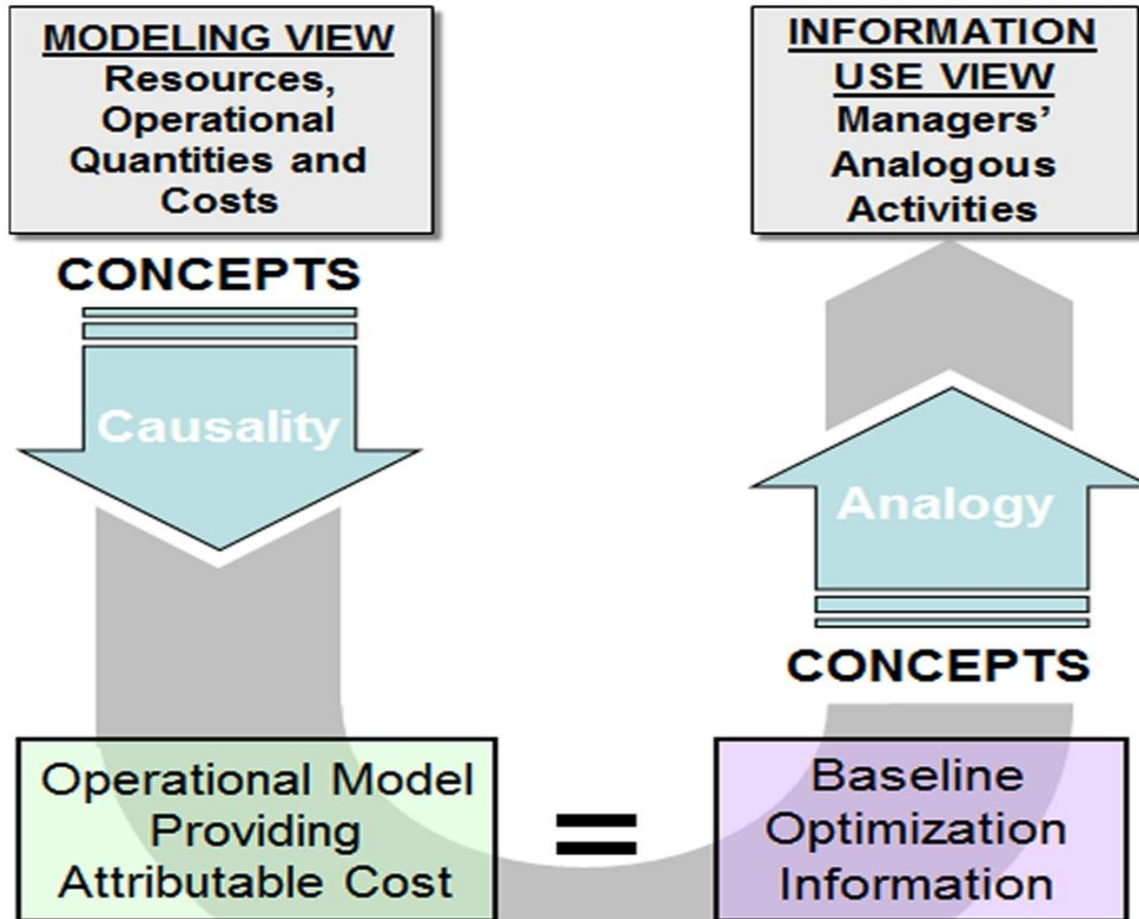 MODELING VIEW
Resources,
Operational
Quantities and
Costs
CONCEPTS
Causality
Operational Model
Providing
Attributable Cost
=
INFORMATION
USE VIEW
Managers’
Analogous
Activities
Analogy
CONCEPTS
Baseline
Optimization
Information